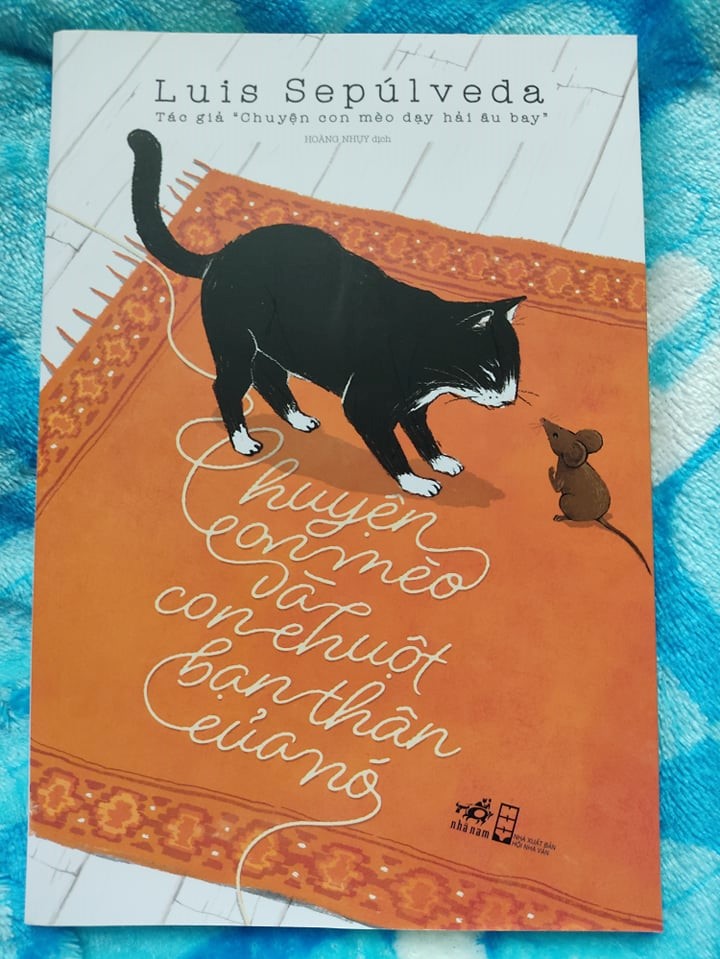 Luis Sepúlveda
Tác giả "Chuyện con mèo dạy hải âu bay"
HOÀNG NHỤY dịch
Chuyện
con mèo
và
con chuột
bạn thân
của nó
nhã nam
NHÀ XUẤT BẢN
HỘI NHÀ VĂN